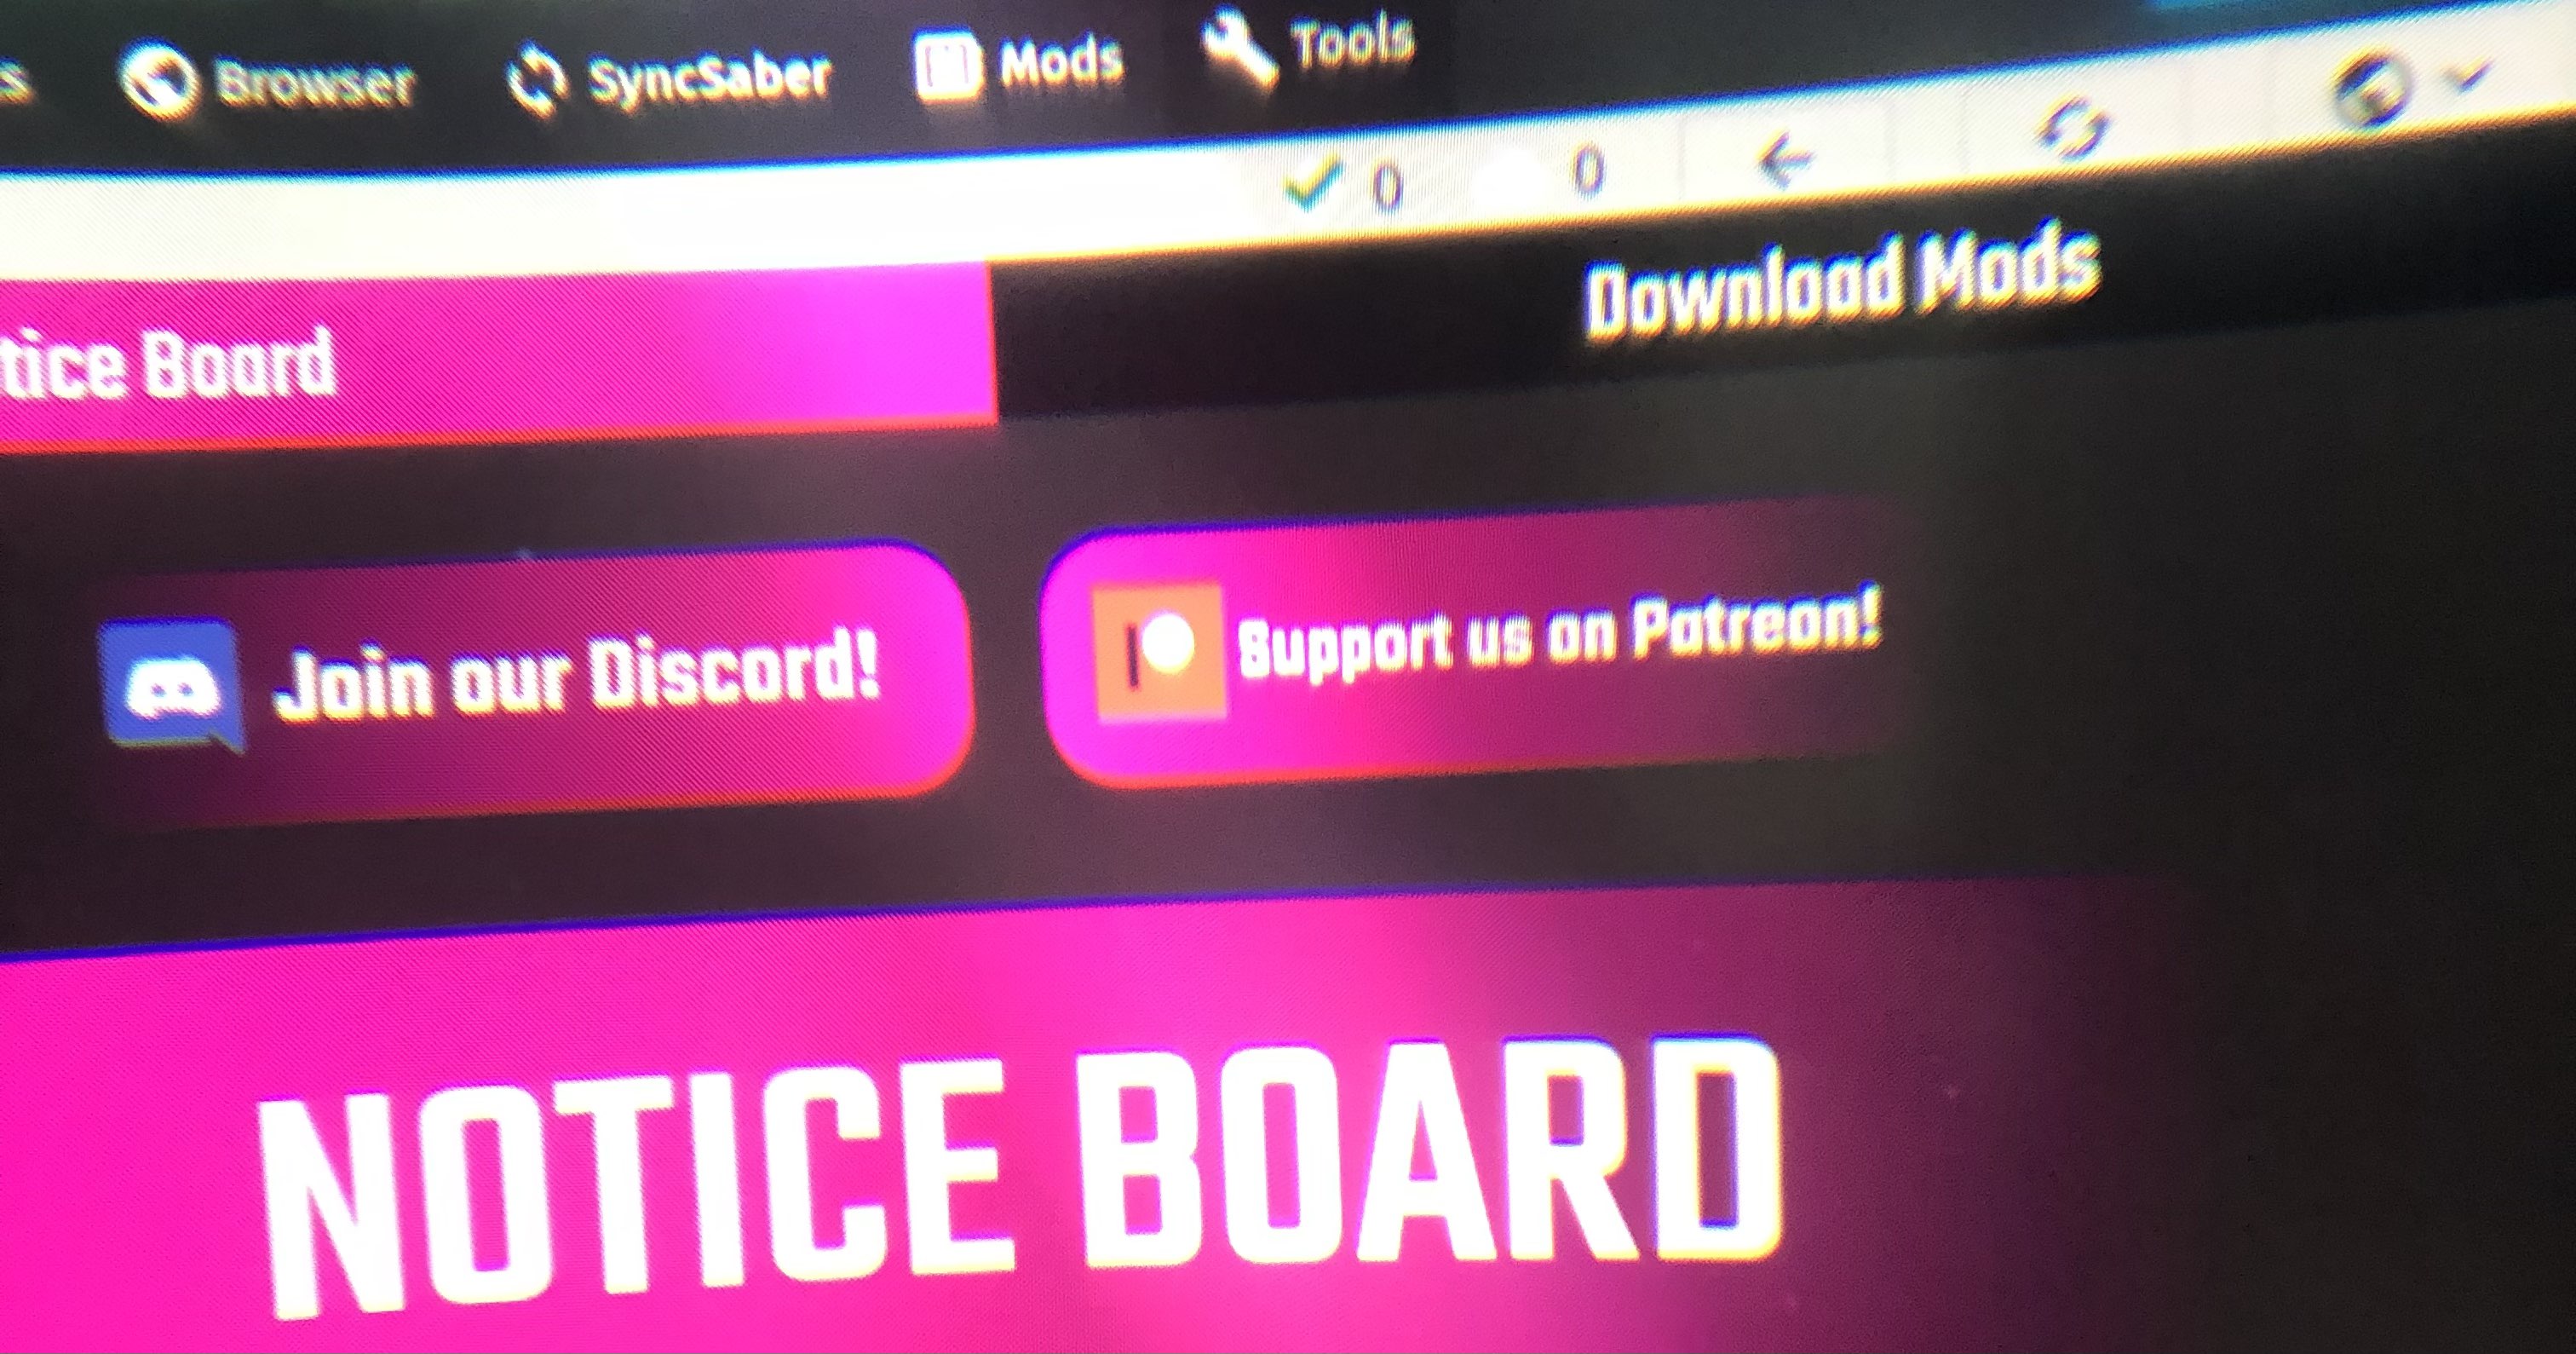 s Browser SyncSaber Mods Tools
0 0
tice Board Download Mods
Join our Discord! Support us on Patreon!
NOTICE BOARD